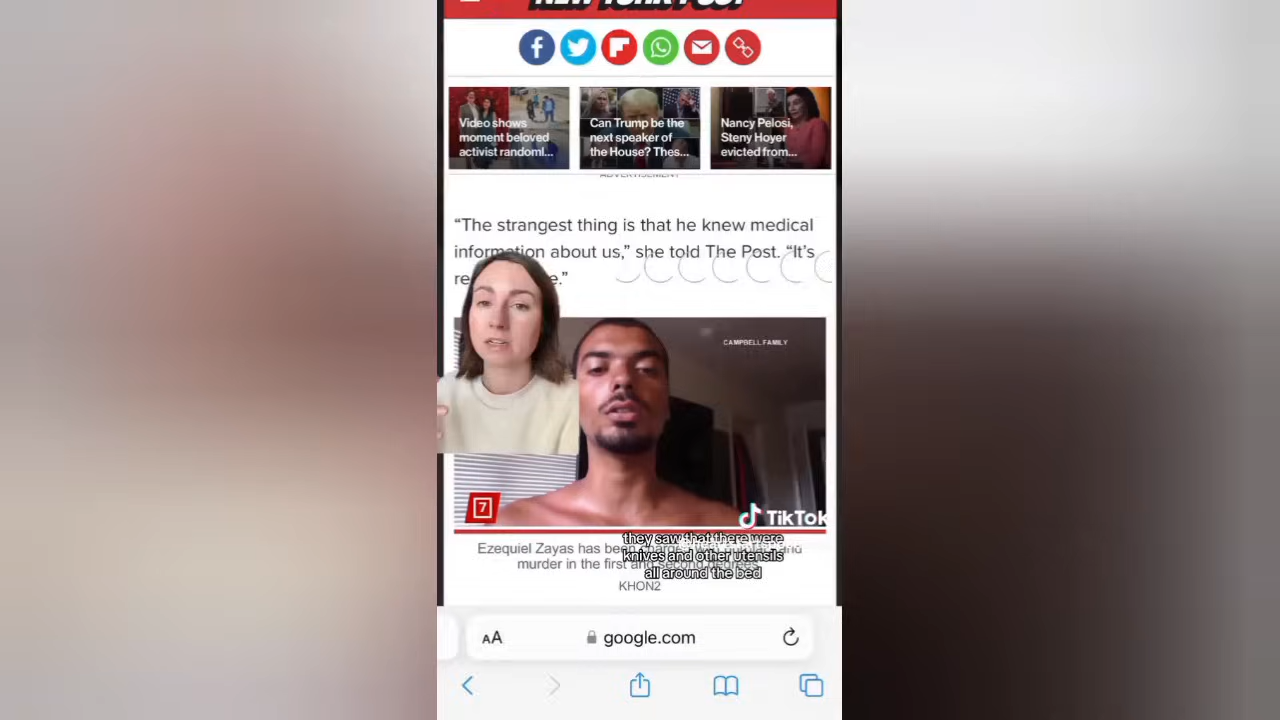 NEW YORK POST
Video shows
moment beloved
activist randoml...
Can Trump be the
next speaker of
the House? Thes...
Nancy Pelosi,
Steny Hoyer
evicted from...
ADVERTISEMENT
“The strangest thing is that he knew medical
information about us,” she told The Post. “It’s
re e.”
CAMPBELL FAMILY
7
TikTok
they saw that there were
knives and other utensils
all around the bed
Ezequiel Zayas has been
murder in the first and second degrees
KHON2
AA
google.com